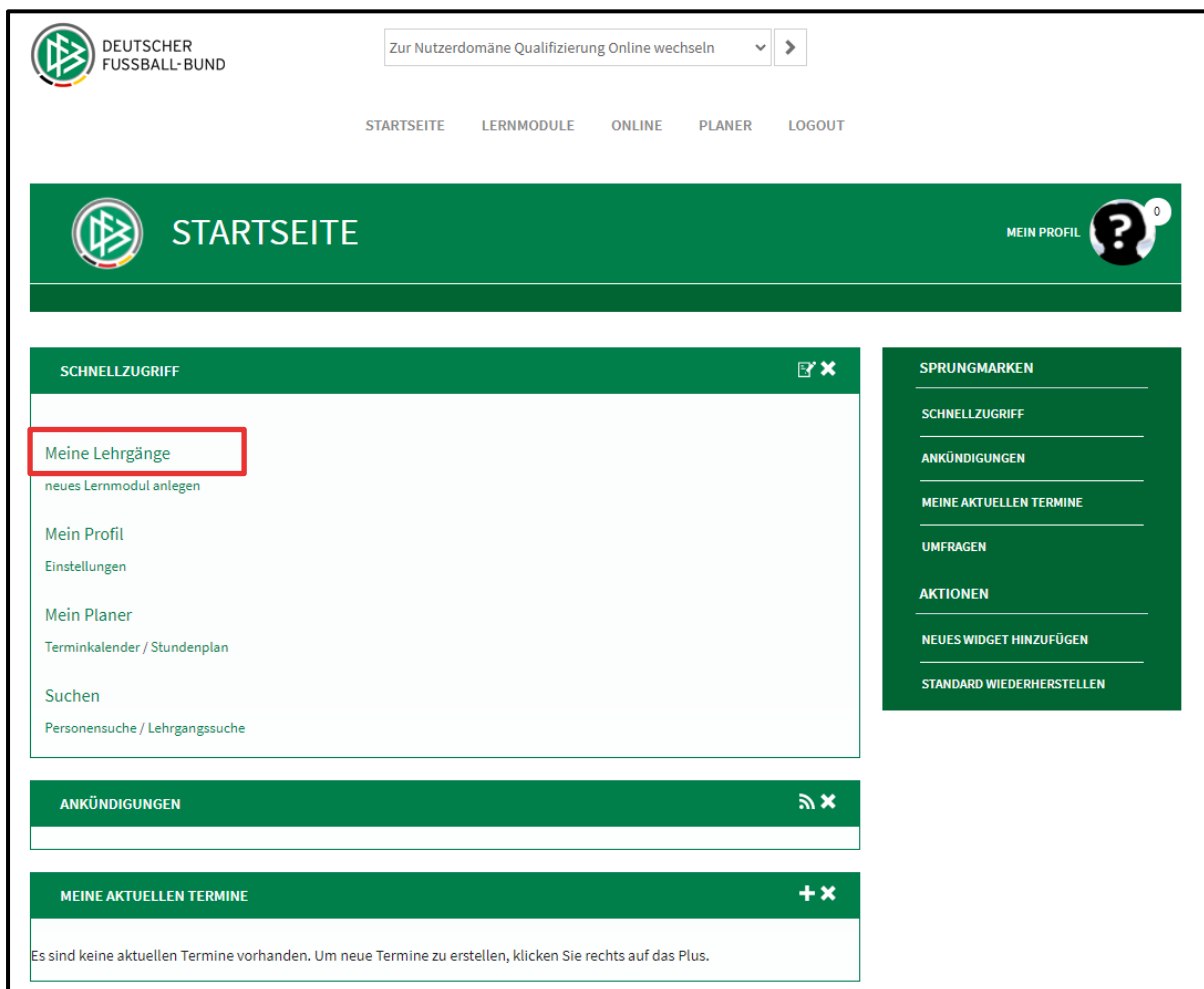 DEUTSCHER
FUSSBALL-BUND
Zur Nutzerdomäne Qualifizierung Online wechseln
STARTSEITE LERNMODULE ONLINE PLANER LOGOUT
STARTSEITE
MEIN PROFIL
?
0
SCHNELLZUGRIFF
Meine Lehrgänge
neues Lernmodul anlegen
Mein Profil
Einstellungen
Mein Planer
Terminkalender / Stundenplan
Suchen
Personensuche / Lehrgangssuche
ANKÜNDIGUNGEN
MEINE AKTUELLEN TERMINE
Es sind keine aktuellen Termine vorhanden. Um neue Termine zu erstellen, klicken Sie rechts auf das Plus.
SPRUNGMARKEN
SCHNELLZUGRIFF
ANKÜNDIGUNGEN
MEINE AKTUELLEN TERMINE
UMFRAGEN
AKTIONEN
NEUES WIDGET HINZUFÜGEN
STANDARD WIEDERHERSTELLEN